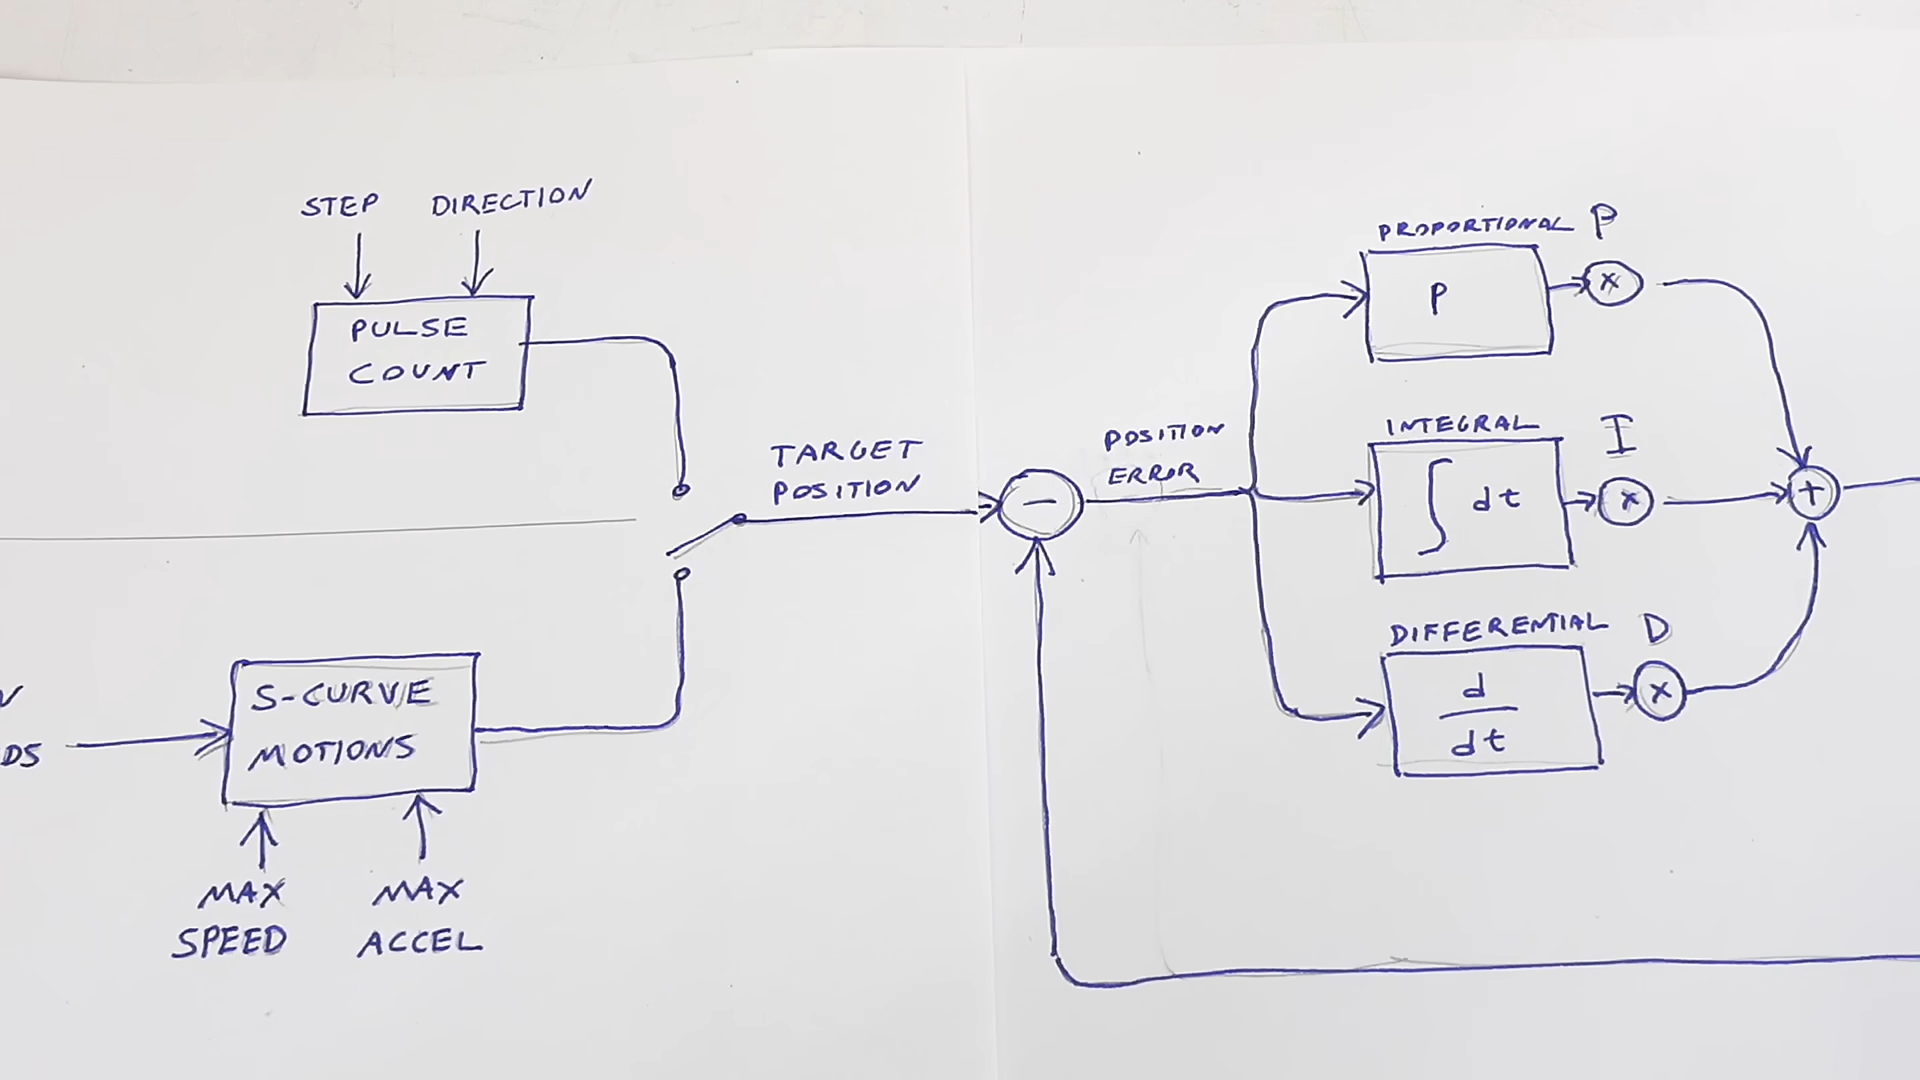 STEP DIRECTION
PULSE
COUNT
TARGET
POSITION
S-CURVE
MOTIONS
MAX
SPEED
MAX
ACCEL
-
POSITION
ERROR
PROPORTIONAL P
P
×
INTEGRAL I
∫ dt
×
+
DIFFERENTIAL D
d
dt
×